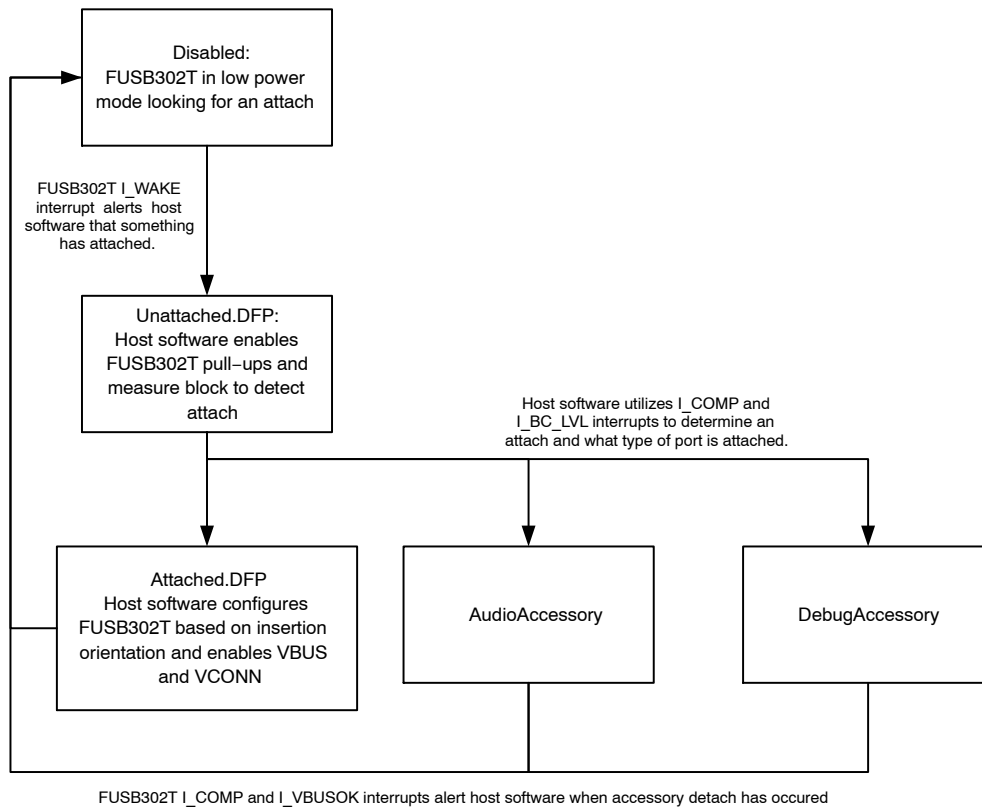 Disabled:
FUSB302T in low power
mode looking for an attach
FUSB302T I_WAKE
interrupt alerts host
software that something
has attached.
Unattached.DFP:
Host software enables
FUSB302T pull−ups and
measure block to detect
attach
Host software utilizes I_COMP and
I_BC_LVL interrupts to determine an
attach and what type of port is attached.
Attached.DFP
Host software configures
FUSB302T based on insertion
orientation and enables VBUS
and VCONN
AudioAccessory
DebugAccessory
FUSB302T I_COMP and I_VBUSOK interrupts alert host software when accessory detach has occured